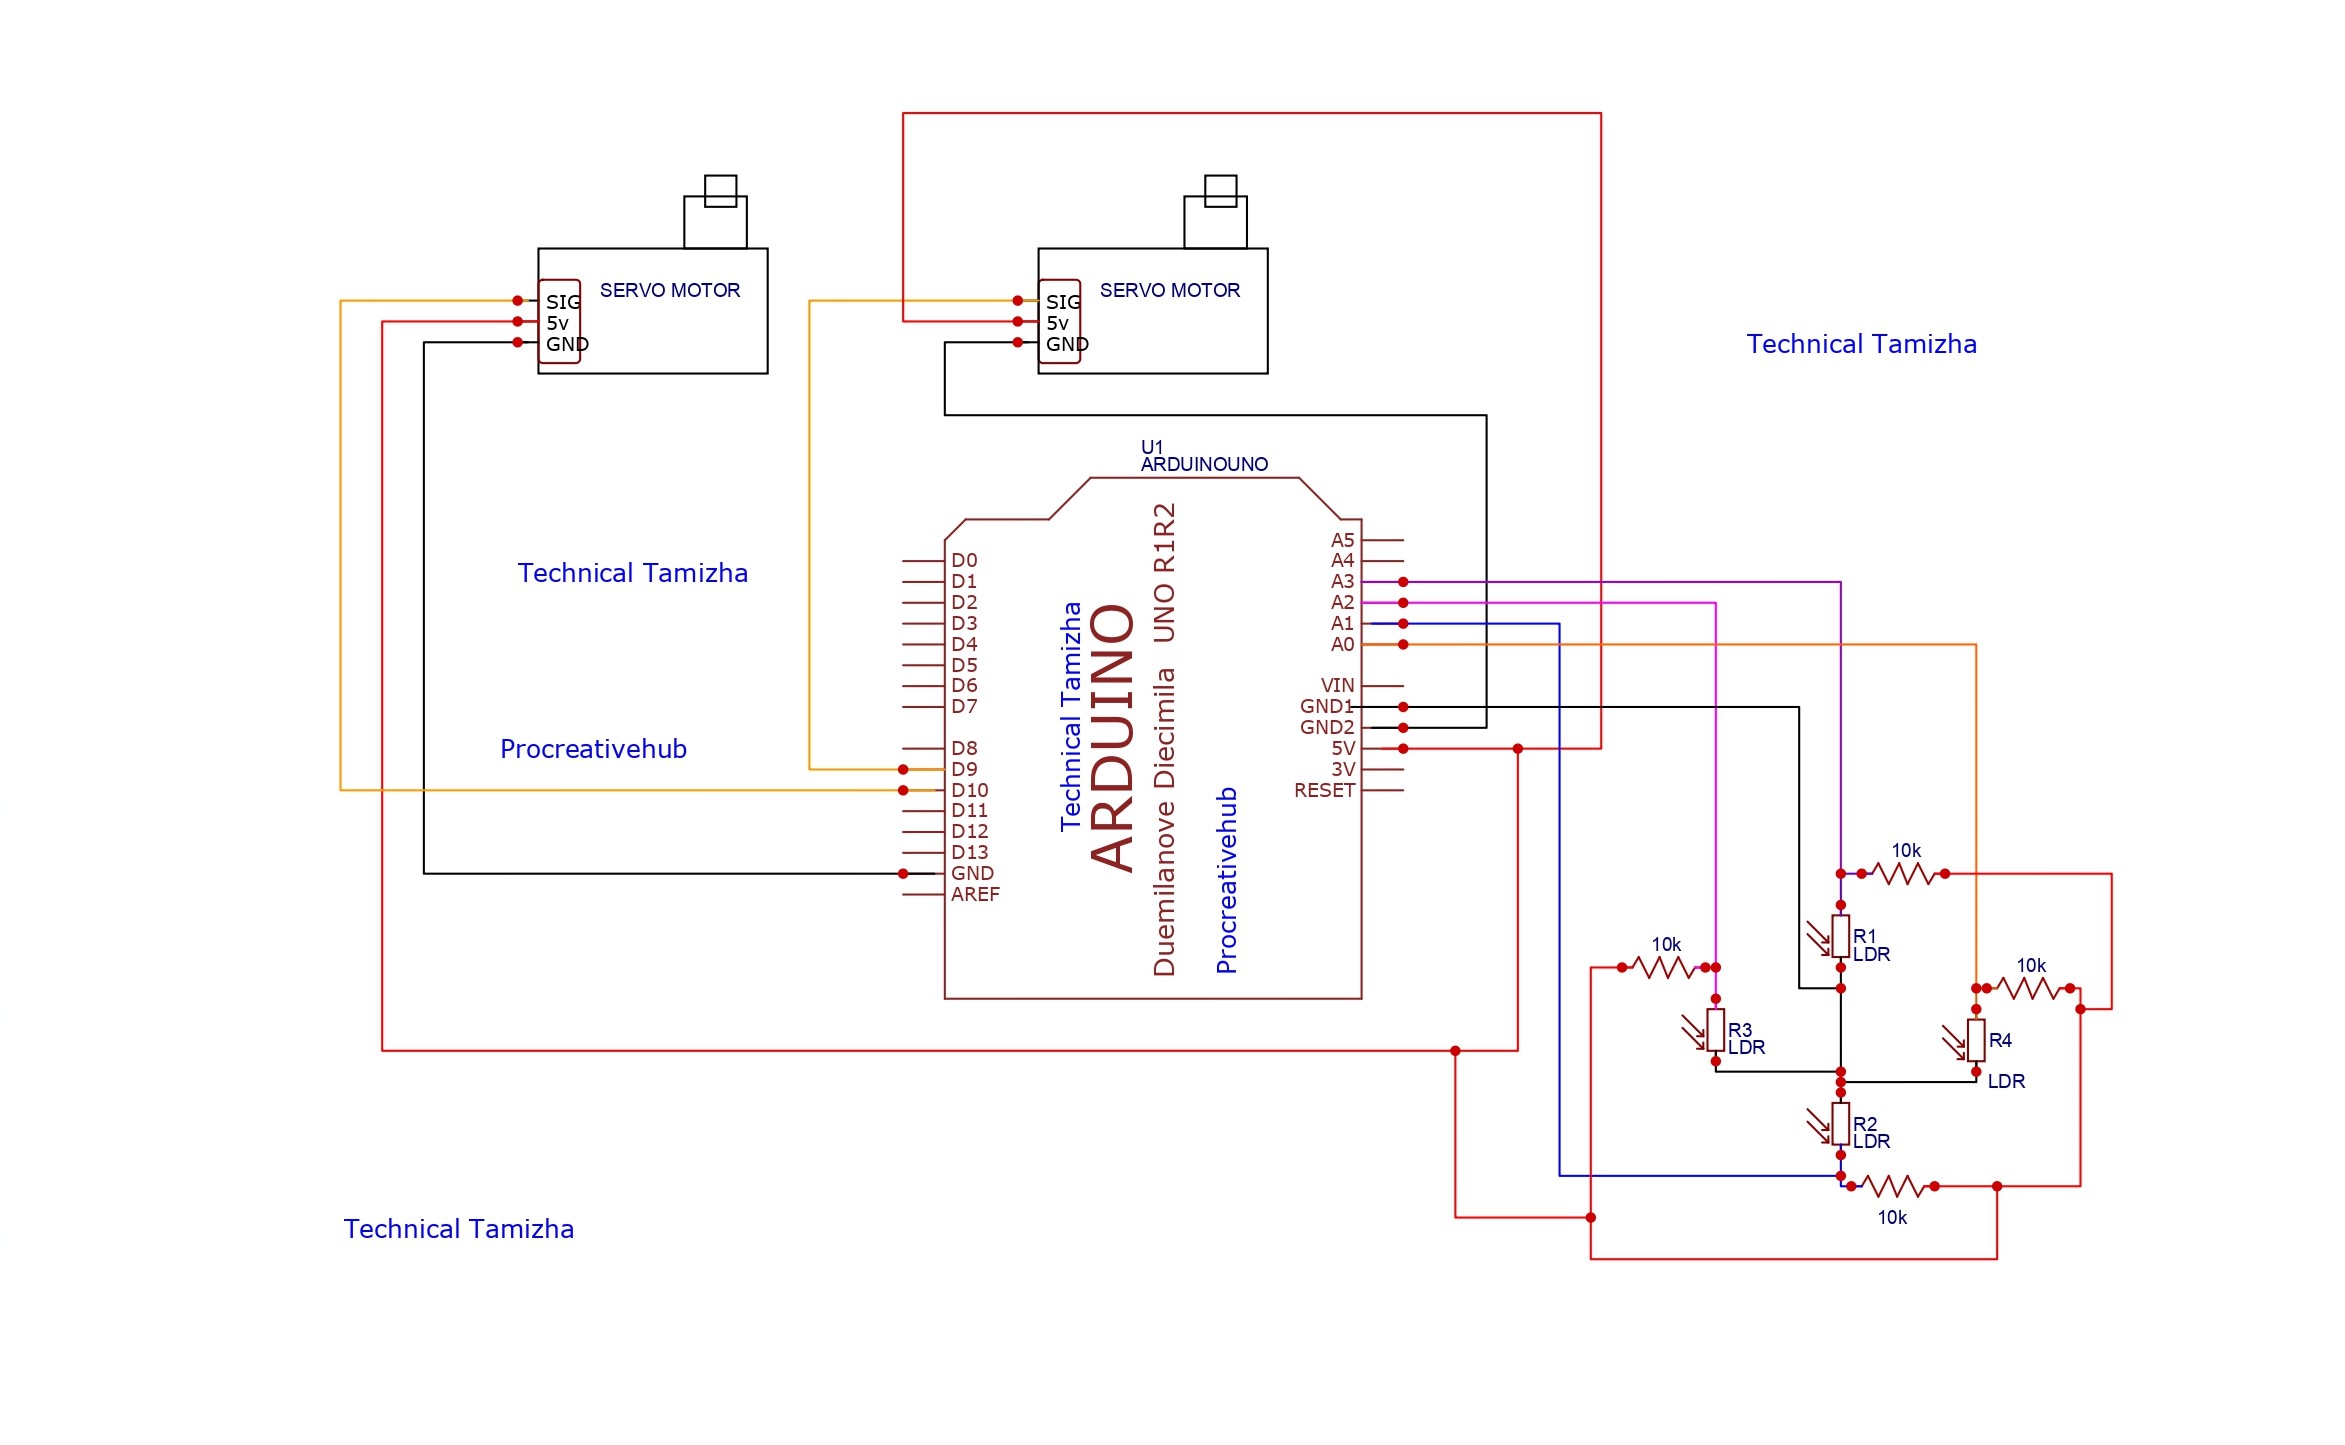 SERVO MOTOR
SIG
5v
GND
SERVO MOTOR
SIG
5v
GND
Technical Tamizha
U1
ARDUINOUNO
Technical Tamizha
Procreativehub
D0
D1
D2
D3
D4
D5
D6
D7
D8
D9
D10
D11
D12
D13
GND
AREF
Technical Tamizha
ARDUINO
Duemilanove Diecimila UNO R1R2
Procreativehub
A5
A4
A3
A2
A1
A0
VIN
GND1
GND2
5V
3V
RESET
10k
R1
LDR
10k
R3
LDR
10k
R4
LDR
R2
LDR
10k
Technical Tamizha